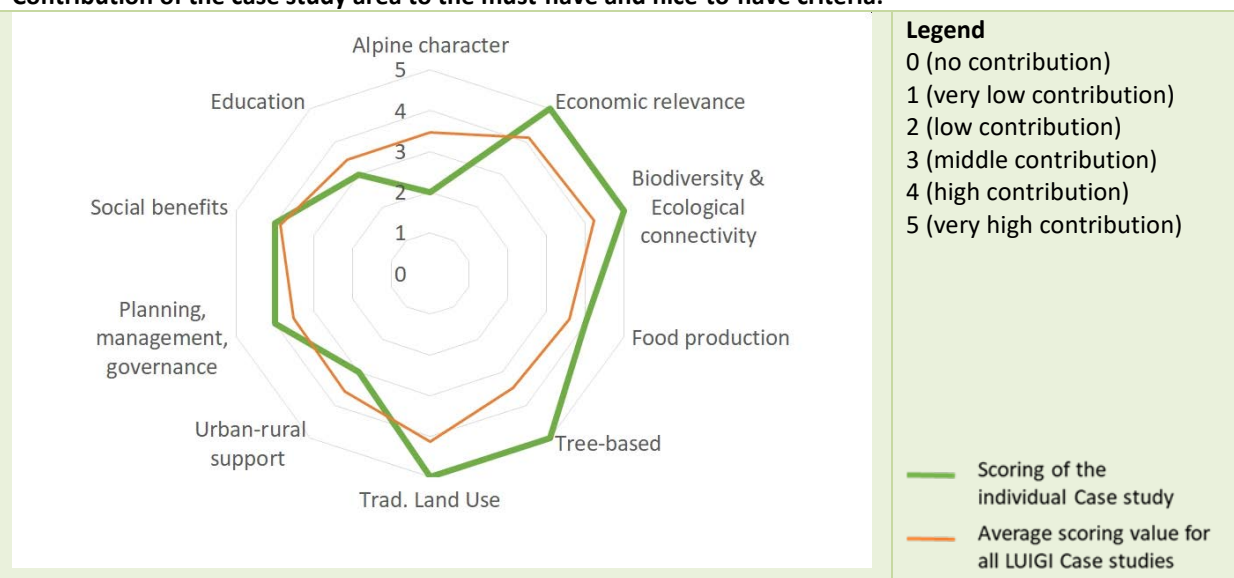 Contribution of the case study area to the must-have and nice-to-have criteria:
Alpine character
5
4
3
2
1
0
Economic relevance
Biodiversity &
Ecological
connectivity
Food production
Tree-based
Trad. Land Use
Urban-rural
support
Planning,
management,
governance
Social benefits
Education
Legend
0 (no contribution)
1 (very low contribution)
2 (low contribution)
3 (middle contribution)
4 (high contribution)
5 (very high contribution)
Scoring of the
individual Case study
Average scoring value for
all LUIGI Case studies